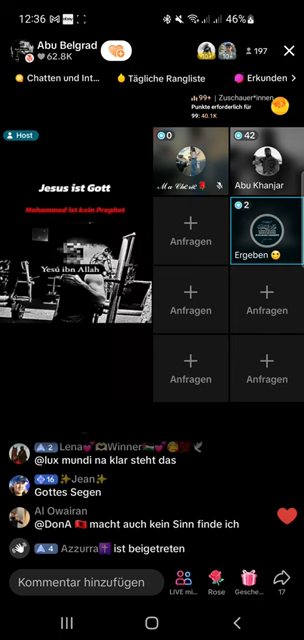 12:36
46%
Abu Belgrad
62.8K
197
Chatten und Int...
Tägliche Rangliste
Erkunden >
99+ | Zuschauer*innen
Punkte erforderlich für
99: 40.1K
Host
0
42
Jesus ist Gott
Mohammed ist kein Prophet
Abu Khanjar
2
Yesú ibn Allah
Anfragen
Ergeben
Anfragen
Anfragen
Anfragen
Anfragen
2 Lena Winner
@lux mundi na klar steht das
16 Jean
Gottes Segen
Al Owairan
@DonA macht auch kein Sinn finde ich
4 Azzurra ist beigetreten
Kommentar hinzufügen
LIVE mi...
Rose
Gesche...
17